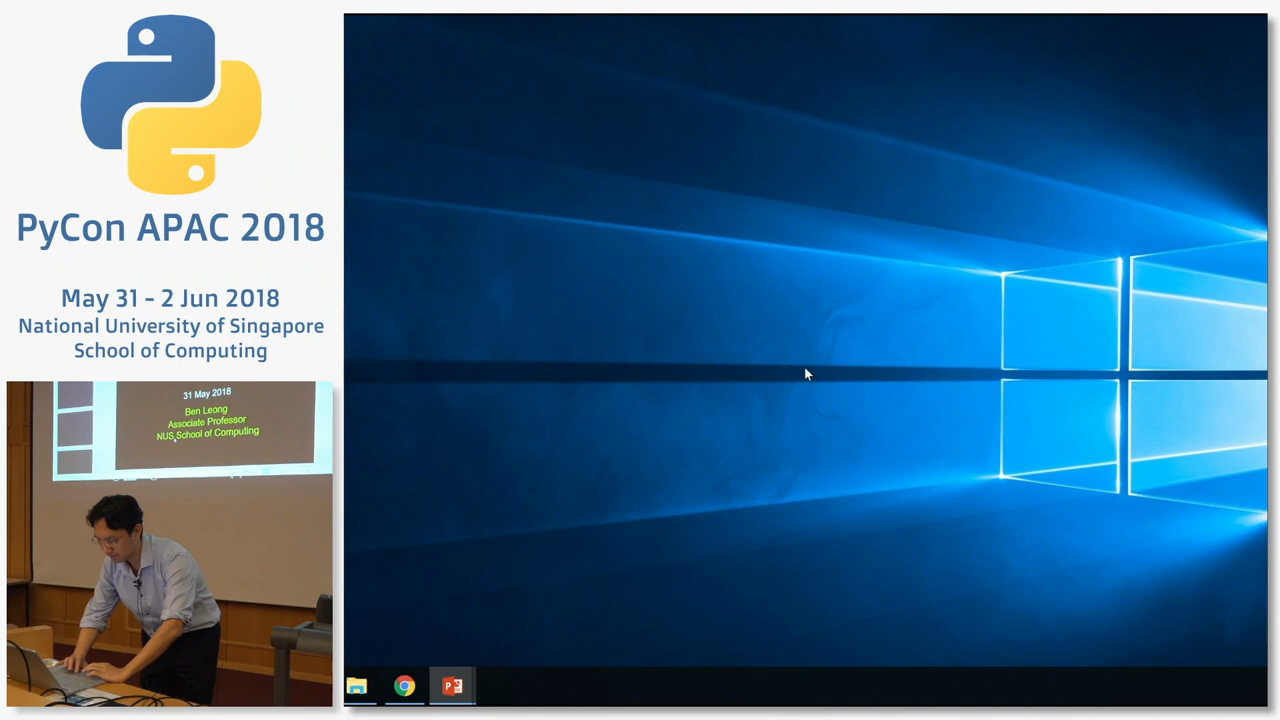 PyCon APAC 2018
May 31 - 2 Jun 2018
National University of Singapore
School of Computing
31 May 2018
Ben Leong
Associate Professor
NUS School of Computing
P